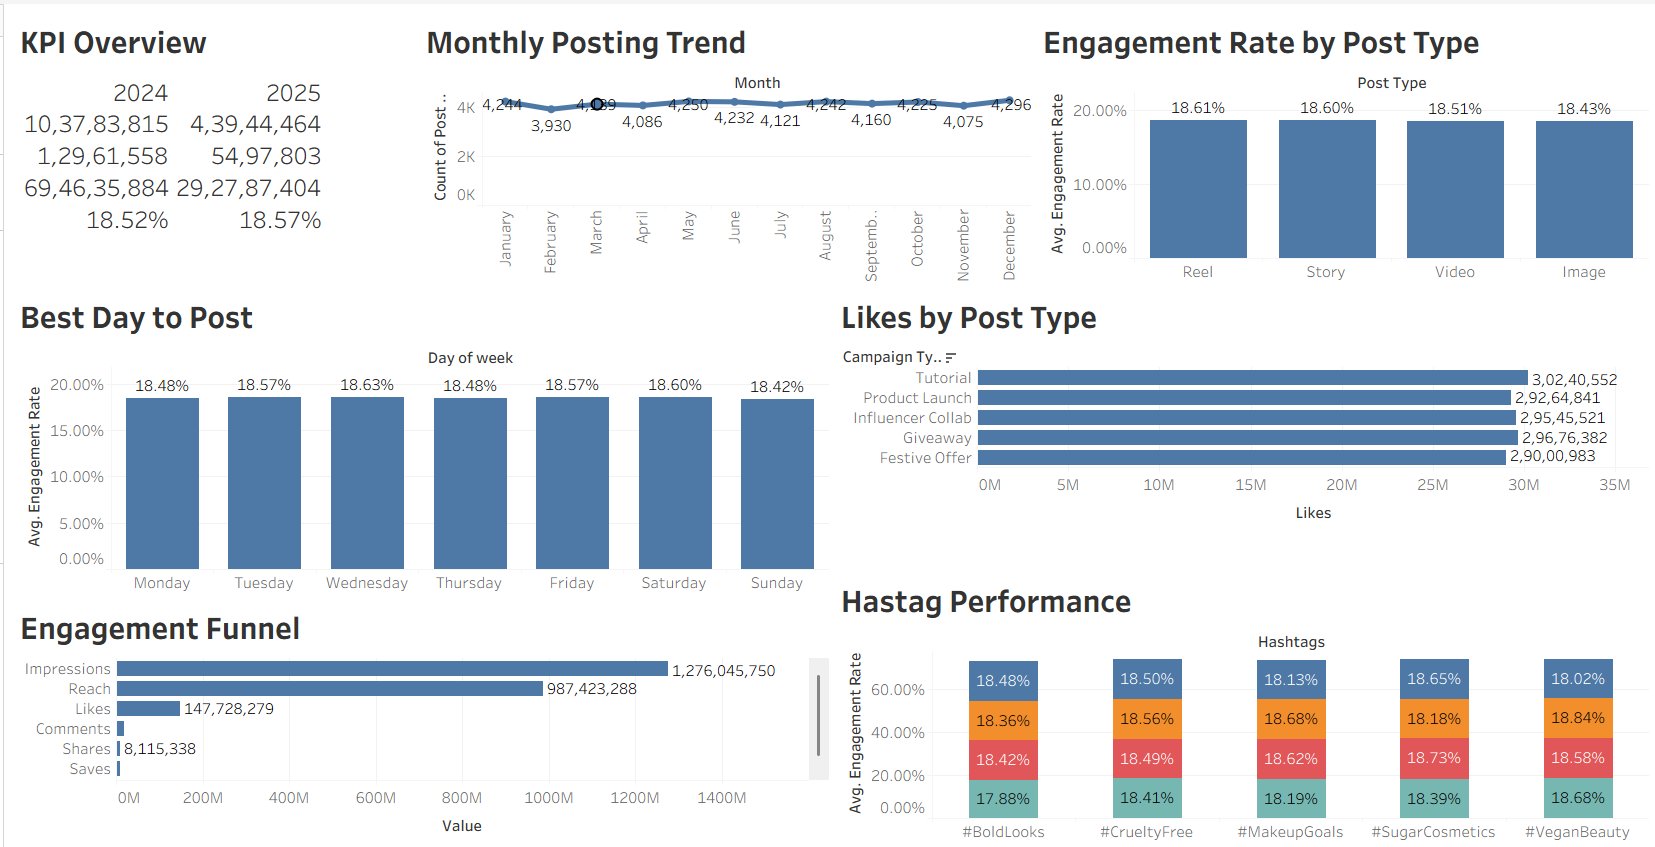 KPI Overview
2024 2025
10,37,83,815 4,39,44,464
1,29,61,558 54,97,803
69,46,35,884 29,27,87,404
18.52% 18.57%
Monthly Posting Trend
Month
Count of Post ..
4K
2K
0K
4,244 3,930 4,086 4,250 4,232 4,121 4,242 4,160 4,225 4,075 4,296
January February March April May June July August Septemb.. October November December
Engagement Rate by Post Type
Post Type
Avg. Engagement Rate
20.00%
10.00%
0.00%
18.61% 18.60% 18.51% 18.43%
Reel Story Video Image
Best Day to Post
Day of week
Avg. Engagement Rate
20.00%
15.00%
10.00%
5.00%
0.00%
18.48% 18.57% 18.63% 18.48% 18.57% 18.60% 18.42%
Monday Tuesday Wednesday Thursday Friday Saturday Sunday
Likes by Post Type
Campaign Ty..
Tutorial 3,02,40,552
Product Launch 2,92,64,841
Influencer Collab 2,95,45,521
Giveaway 2,96,76,382
Festive Offer 2,90,00,983
0M 5M 10M 15M 20M 25M 30M 35M
Likes
Engagement Funnel
Impressions 1,276,045,750
Reach 987,423,288
Likes 147,728,279
Comments
Shares 8,115,338
Saves
0M 200M 400M 600M 800M 1000M 1200M 1400M
Value
Hastag Performance
Hashtags
Avg. Engagement Rate
60.00%
40.00%
20.00%
0.00%
18.48% 18.50% 18.13% 18.65% 18.02%
18.36% 18.56% 18.68% 18.18% 18.84%
18.42% 18.49% 18.62% 18.73% 18.58%
17.88% 18.41% 18.19% 18.39% 18.68%
#BoldLooks #CrueltyFree #MakeupGoals #SugarCosmetics #VeganBeauty